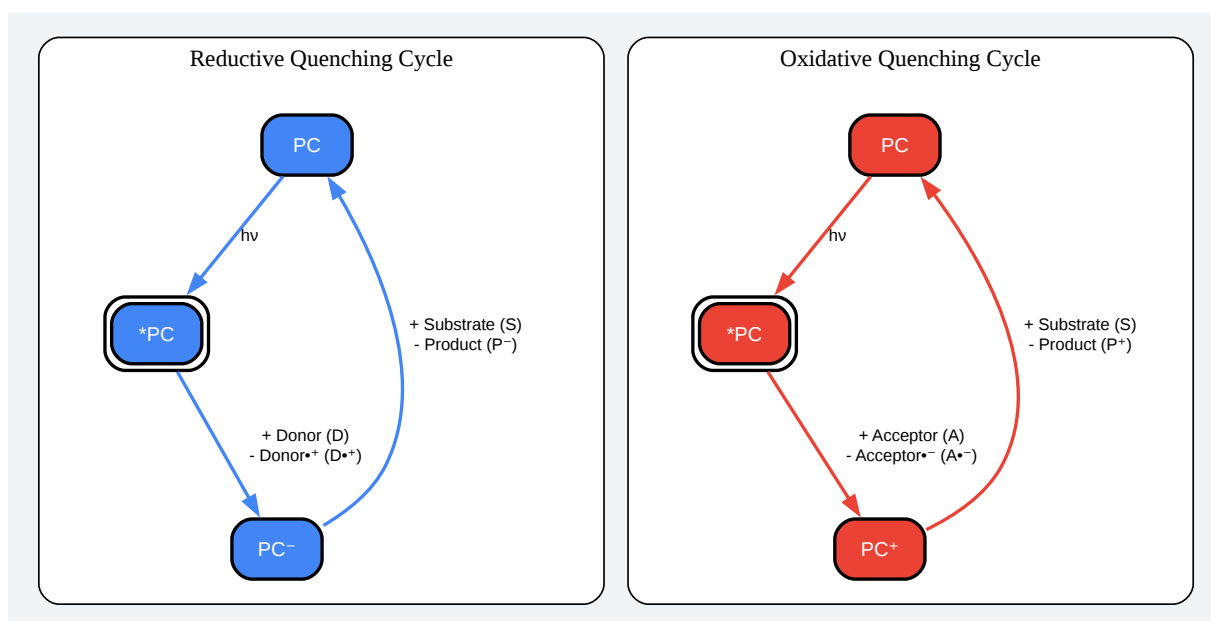 Reductive Quenching Cycle
PC
hν
*PC
+ Substrate (S)
- Product (P⁻)
+ Donor (D)
- Donor•⁺ (D•⁺)
PC⁻
Oxidative Quenching Cycle
PC
hν
*PC
+ Substrate (S)
- Product (P⁺)
+ Acceptor (A)
- Acceptor•⁻ (A•⁻)
PC⁺